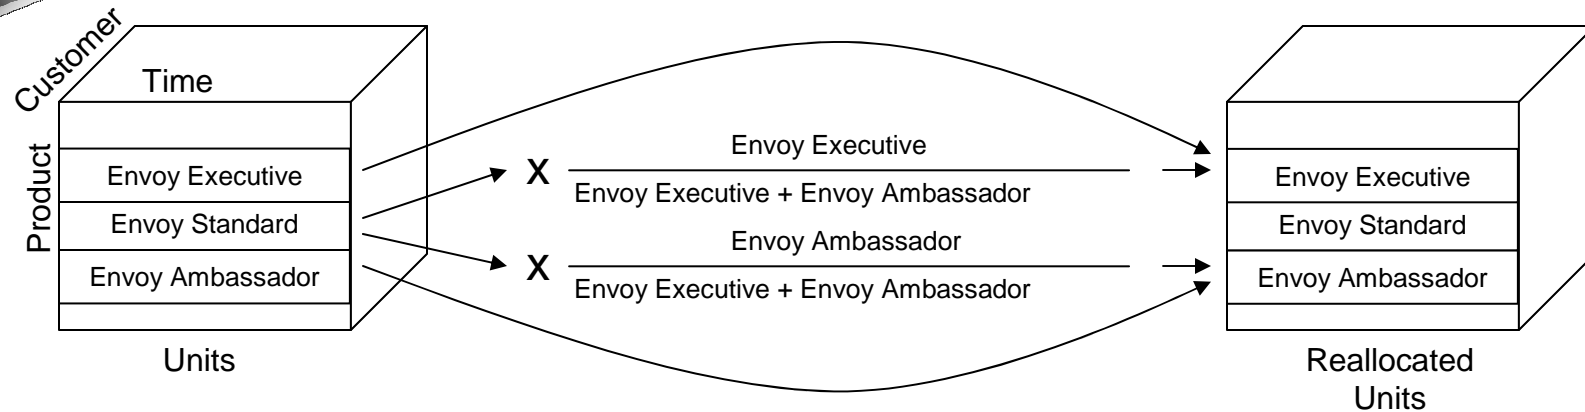 Customer
Time
Product
Envoy Executive
Envoy Standard
Envoy Ambassador
Units
X
Envoy Executive
Envoy Executive + Envoy Ambassador
X
Envoy Ambassador
Envoy Executive + Envoy Ambassador
Envoy Executive
Envoy Standard
Envoy Ambassador
Reallocated
Units